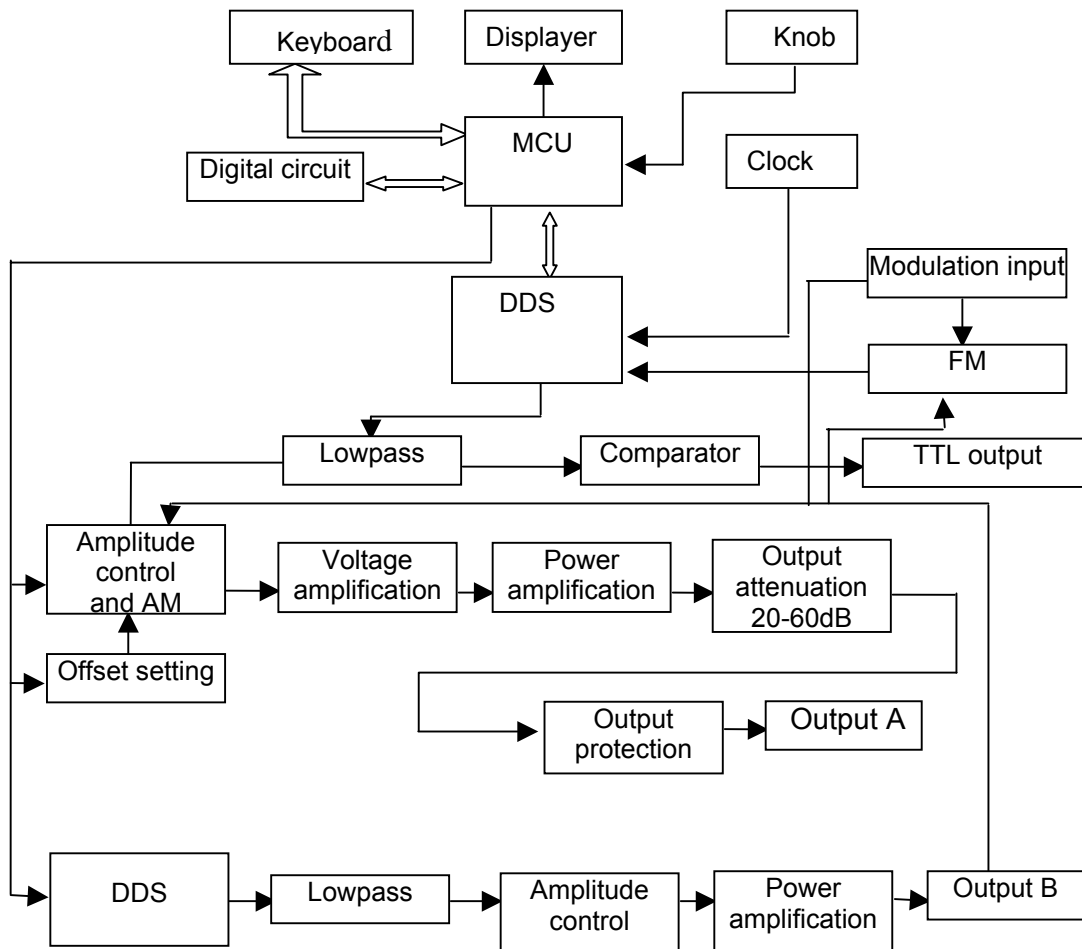 Keyboard
Displayer
Knob
MCU
Digital circuit
Clock
Modulation input
DDS
FM
Lowpass
Comparator
TTL output
Amplitude
control
and AM
Voltage
amplification
Power
amplification
Output
attenuation
20-60dB
Offset setting
Output
protection
Output A
DDS
Lowpass
Amplitude
control
Power
amplification
Output B